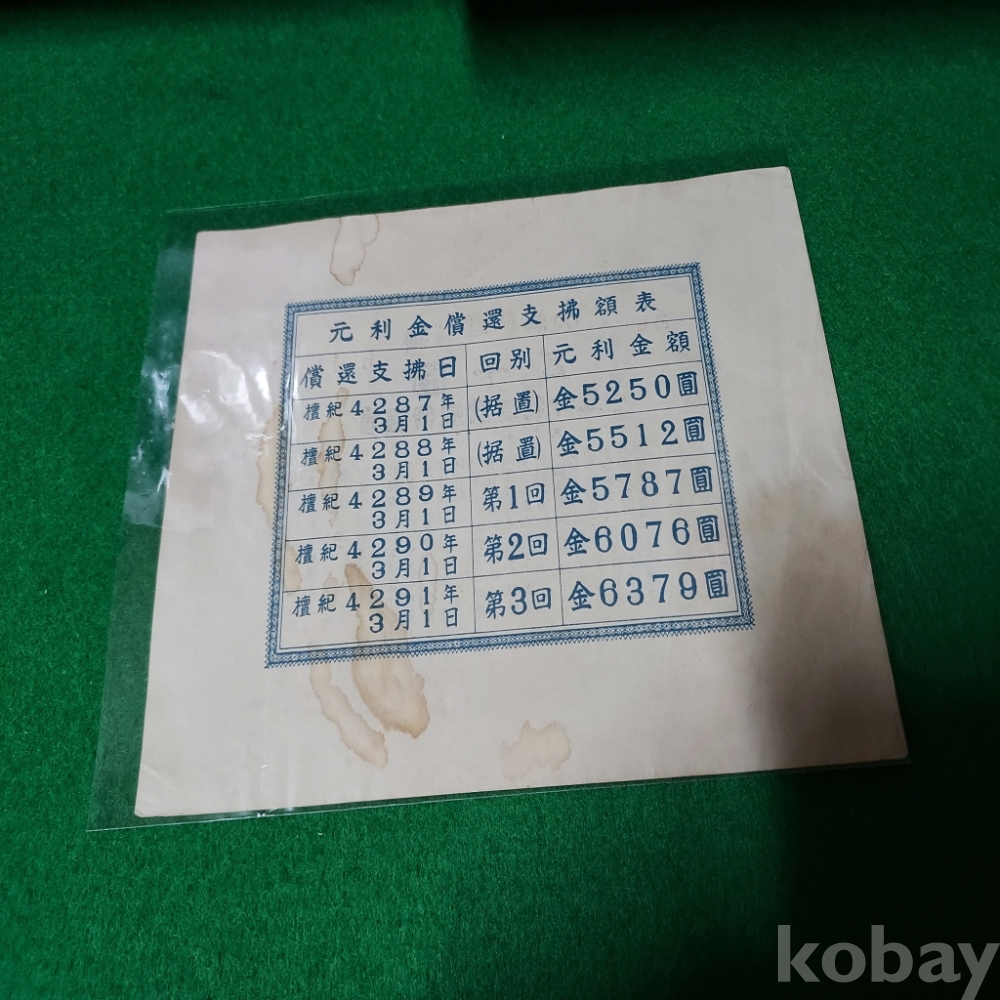 元利金償還支拂額表
償還支拂日 回別 元利金額
檀紀4287年3月1日 (据置) 金5250圓
檀紀4288年3月1日 (据置) 金5512圓
檀紀4289年3月1日 第1回 金5787圓
檀紀4290年3月1日 第2回 金6076圓
檀紀4291年3月1日 第3回 金6379圓
kobay